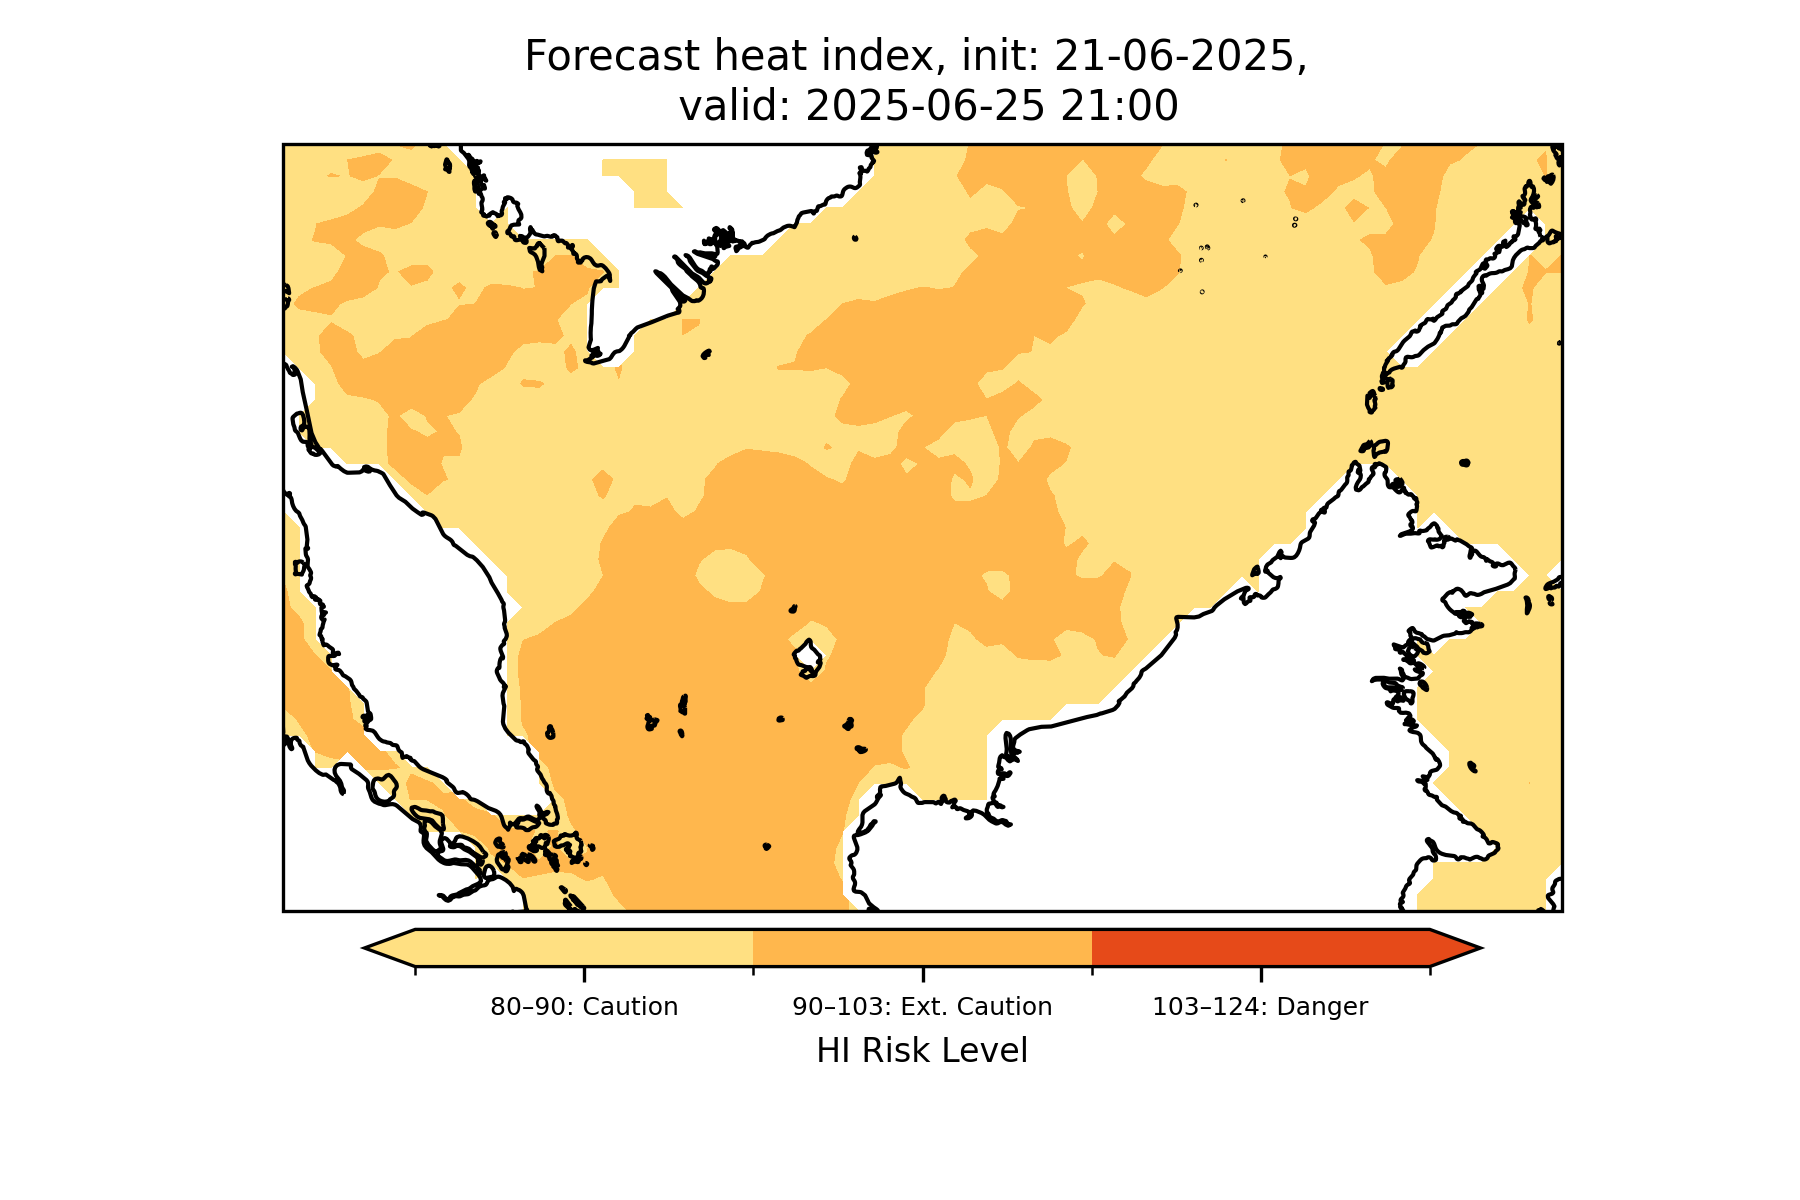 Forecast heat index, init: 21-06-2025,
valid: 2025-06-25 21:00
80–90: Caution
90–103: Ext. Caution
103–124: Danger
HI Risk Level